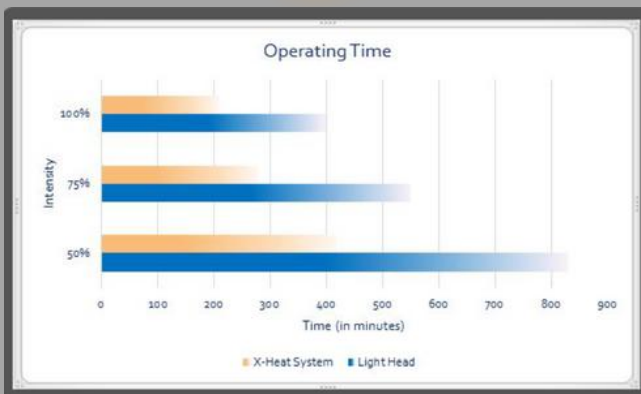 Operating Time
100%
75%
50%
Intensity
0 100 200 300 400 500 600 700 800 900
Time (in minutes)
X-Heat System Light Head